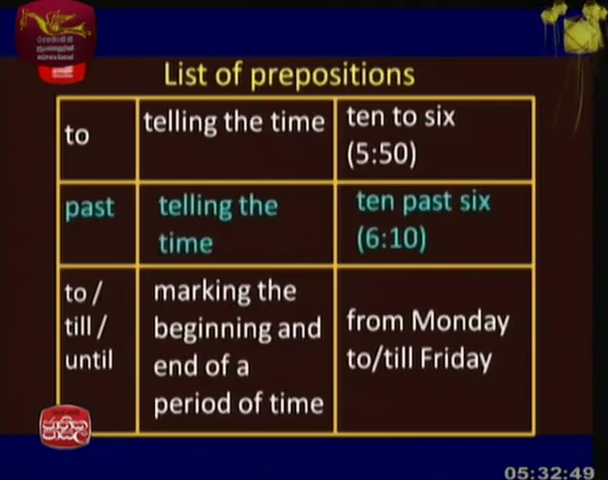 List of prepositions
to
telling the time
ten to six
(5:50)
past
telling the
time
ten past six
(6:10)
to /
till /
until
marking the
beginning and
end of a
period of time
from Monday
to/till Friday
05:32:49